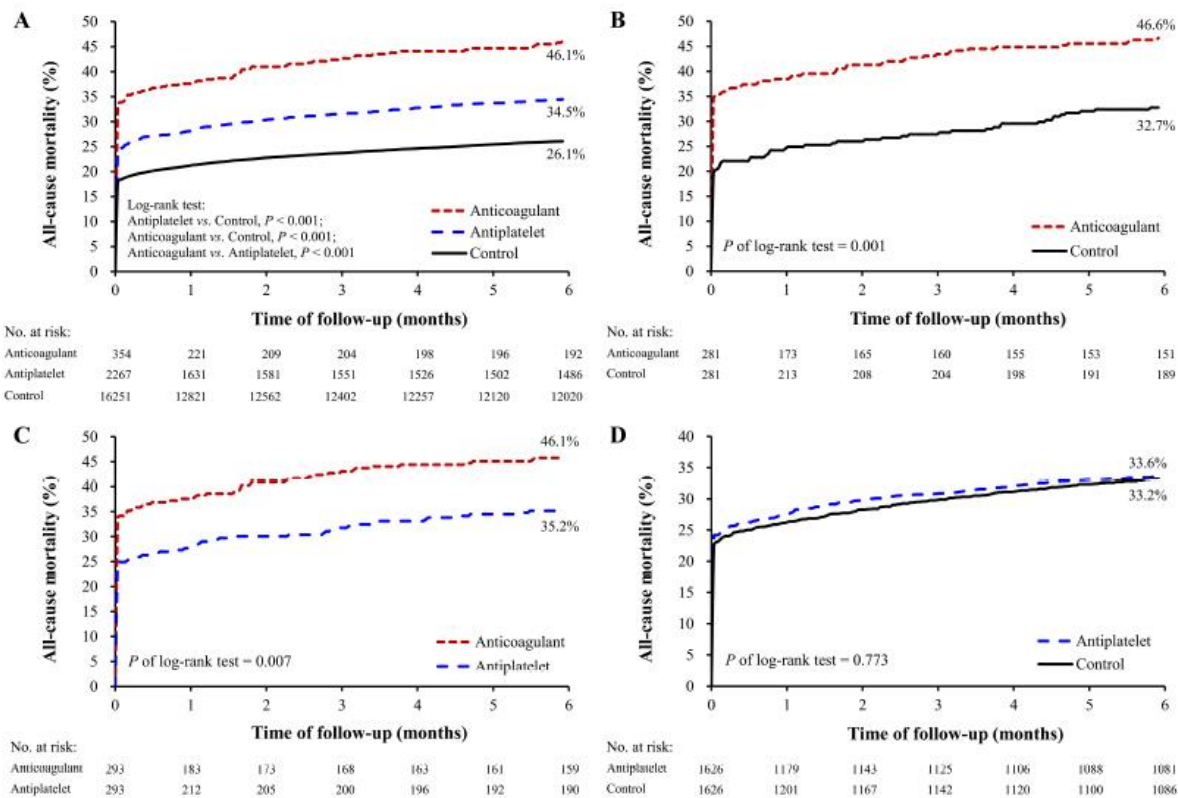 A
All-cause mortality (%)
50
45
40
35
30
25
20
15
10
5
0
46.1%
34.5%
26.1%
Log-rank test:
Antiplatelet vs. Control, P < 0.001;
Anticoagulant vs. Control, P < 0.001;
Anticoagulant vs. Antiplatelet, P < 0.001
Anticoagulant
Antiplatelet
Control
0 1 2 3 4 5 6
Time of follow-up (months)
No. at risk:
Anticoagulant 354 221 209 204 198 196 192
Antiplatelet 2267 1631 1581 1551 1526 1502 1486
Control 16251 12821 12562 12402 12257 12120 12020
B
All-cause mortality (%)
50
45
40
35
30
25
20
15
10
5
0
46.6%
32.7%
P of log-rank test = 0.001
Anticoagulant
Control
0 1 2 3 4 5 6
Time of follow-up (months)
No. at risk:
Anticoagulant 281 173 165 160 155 153 151
Control 281 213 208 204 198 191 189
C
All-cause mortality (%)
50
45
40
35
30
25
20
15
10
5
0
46.1%
35.2%
P of log-rank test = 0.007
Anticoagulant
Antiplatelet
0 1 2 3 4 5 6
Time of follow-up (months)
No. at risk:
Anticoagulant 293 183 173 168 163 161 159
Antiplatelet 293 212 205 200 196 192 190
D
All-cause mortality (%)
40
35
30
25
20
15
10
5
0
33.6%
33.2%
P of log-rank test = 0.773
Antiplatelet
Control
0 1 2 3 4 5 6
Time of follow-up (months)
No. at risk:
Antiplatelet 1626 1179 1143 1125 1106 1088 1081
Control 1626 1201 1167 1142 1120 1100 1086